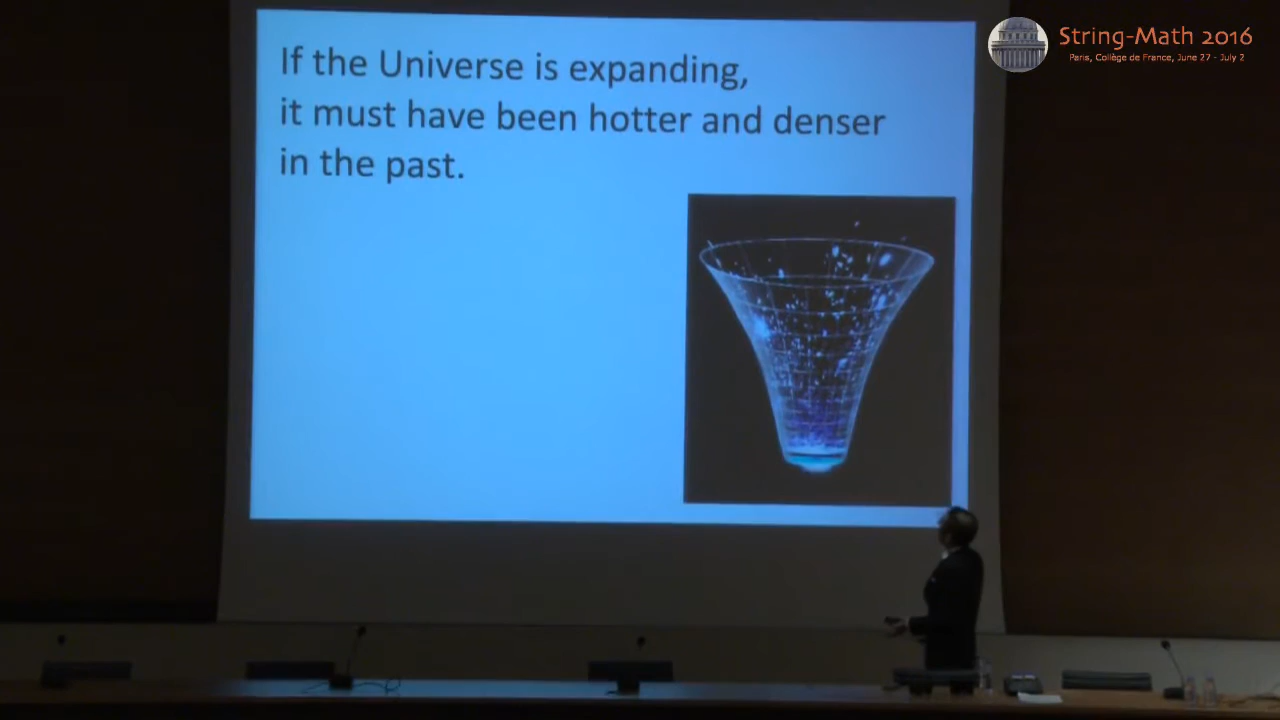 If the Universe is expanding,
it must have been hotter and denser
in the past.
String-Math 2016
Paris, Collège de France, June 27 - July 2